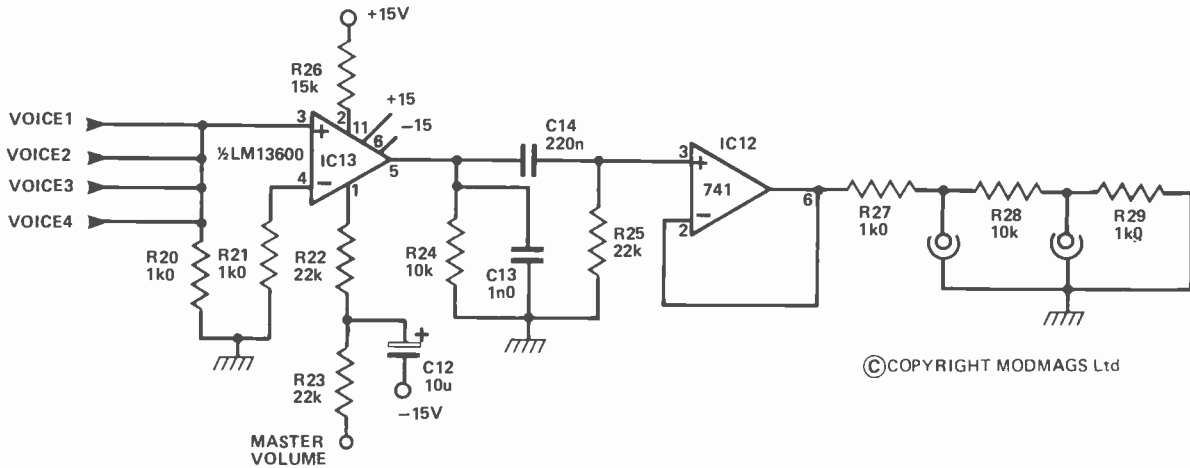 +15V
R26
15k
2
11
+15
6
-15
VOICE1
3
+
VOICE2
½LM13600
IC13
5
VOICE3
4
−
1
VOICE4
R20
1k0
R21
1k0
R22
22k
R23
22k
+
C12
10u
−15V
MASTER
VOLUME
R24
10k
C13
1n0
C14
220n
R25
22k
IC12
3
+
741
−
2
6
R27
1k0
R28
10k
R29
1k0
©COPYRIGHT MODMAGS Ltd